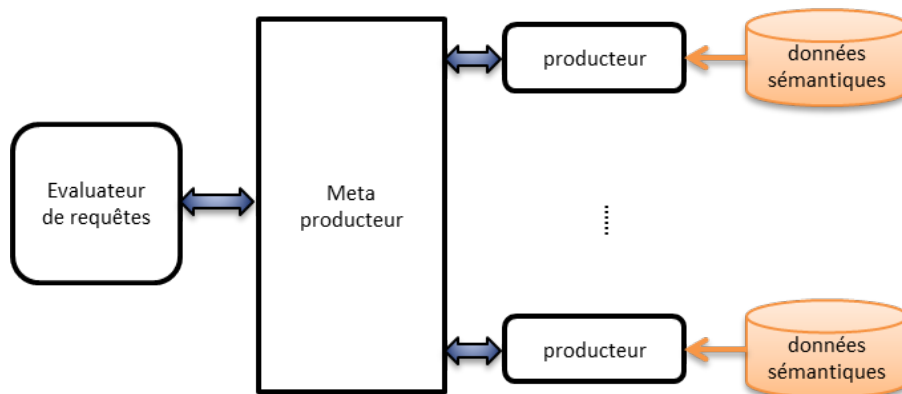 producteur
données
sémantiques
Evaluateur
de requêtes
Meta
producteur
producteur
données
sémantiques